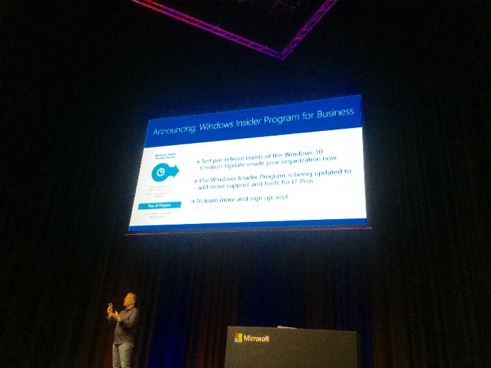 Announcing: Windows Insider Program for Business
Test pre-release builds of the Windows 10
Creators Update inside your organization now
The Windows Insider Program is being updated to
add more support and tools for IT Pros
To learn more and sign up, visit
Microsoft